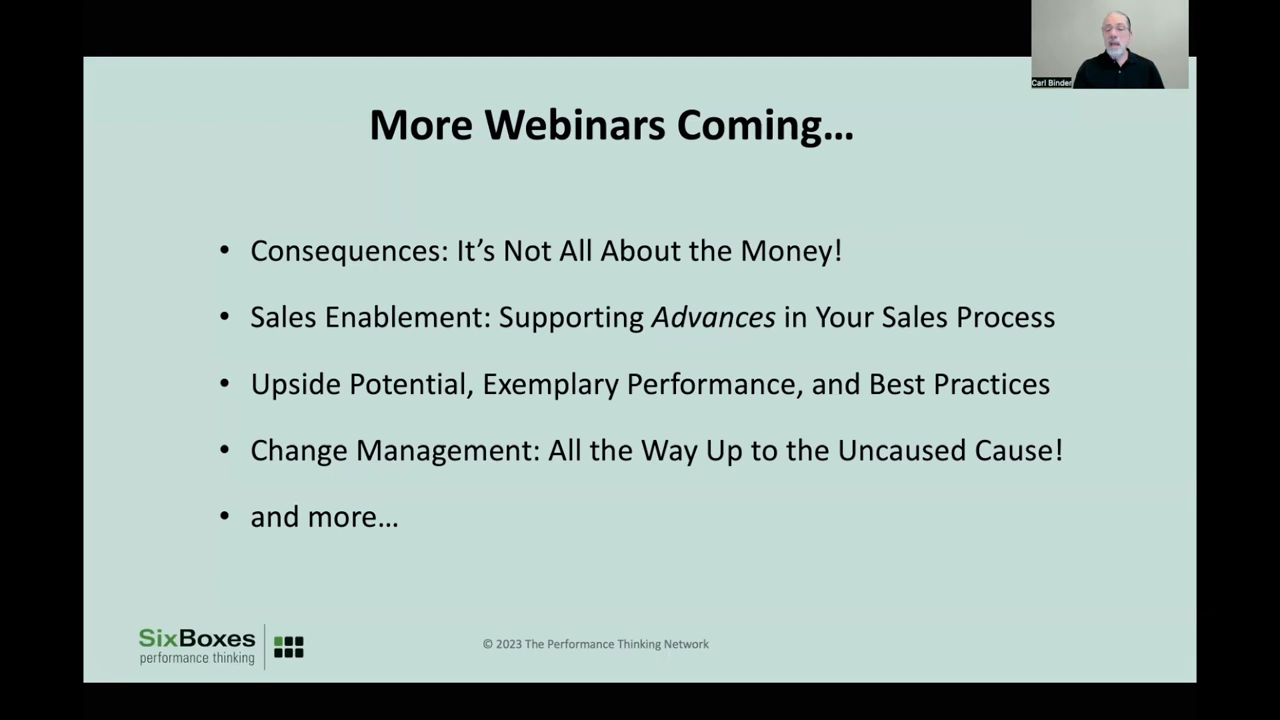 Carl Binder
More Webinars Coming…
• Consequences: It’s Not All About the Money!
• Sales Enablement: Supporting Advances in Your Sales Process
• Upside Potential, Exemplary Performance, and Best Practices
• Change Management: All the Way Up to the Uncaused Cause!
• and more…
SixBoxes
performance thinking
© 2023 The Performance Thinking Network